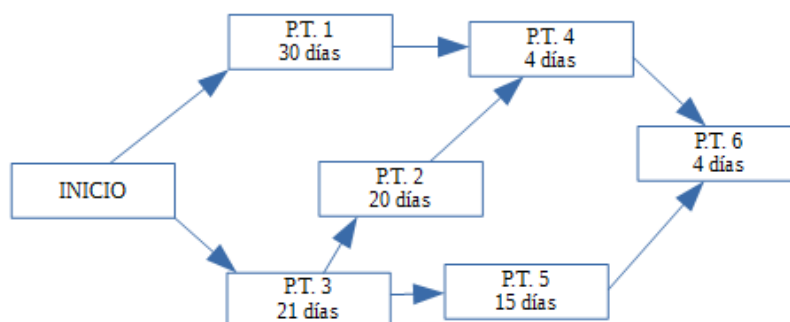 P.T. 1
30 días
P.T. 4
4 días
P.T. 6
4 días
P.T. 2
20 días
INICIO
P.T. 3
21 días
P.T. 5
15 días